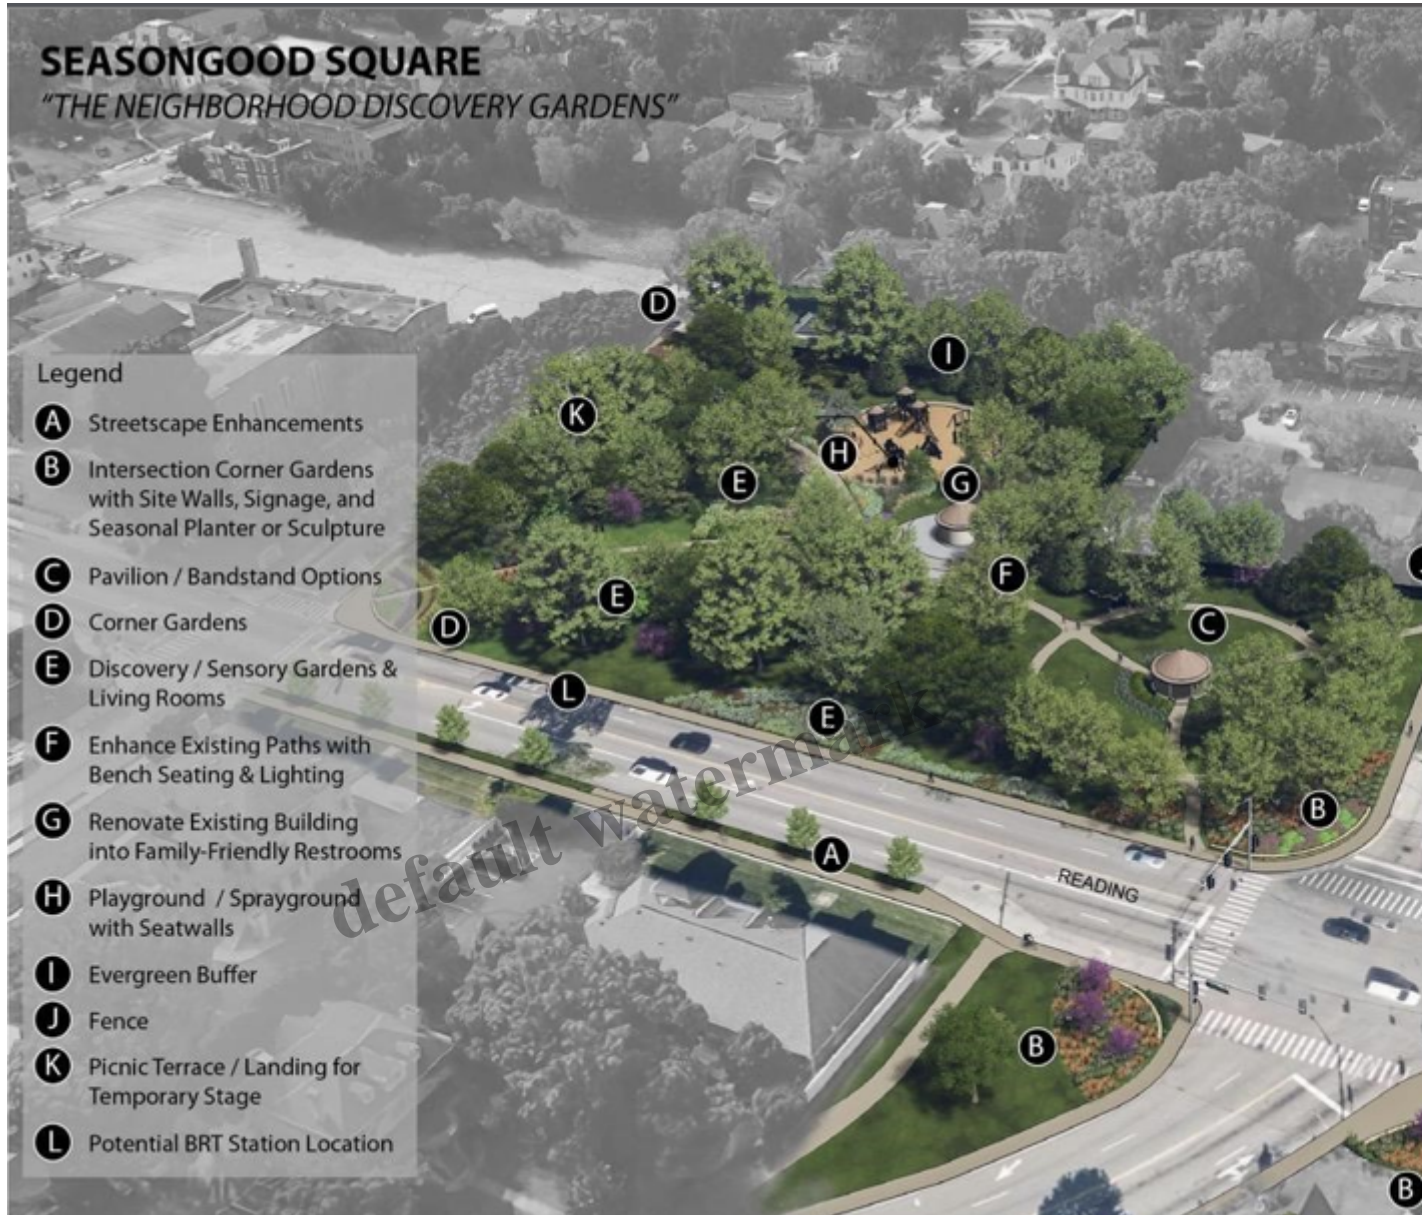 SEASONGOOD SQUARE
"THE NEIGHBORHOOD DISCOVERY GARDENS"
Legend
A Streetscape Enhancements
B Intersection Corner Gardens
with Site Walls, Signage, and
Seasonal Planter or Sculpture
C Pavilion / Bandstand Options
D Corner Gardens
E Discovery / Sensory Gardens &
Living Rooms
F Enhance Existing Paths with
Bench Seating & Lighting
G Renovate Existing Building
into Family-Friendly Restrooms
H Playground / Sprayground
with Seatwalls
I Evergreen Buffer
J Fence
K Picnic Terrace / Landing for
Temporary Stage
L Potential BRT Station Location
D
I
K
H
E
G
F
E
D
C
L
E
B
A
READING
B
B
default watermark